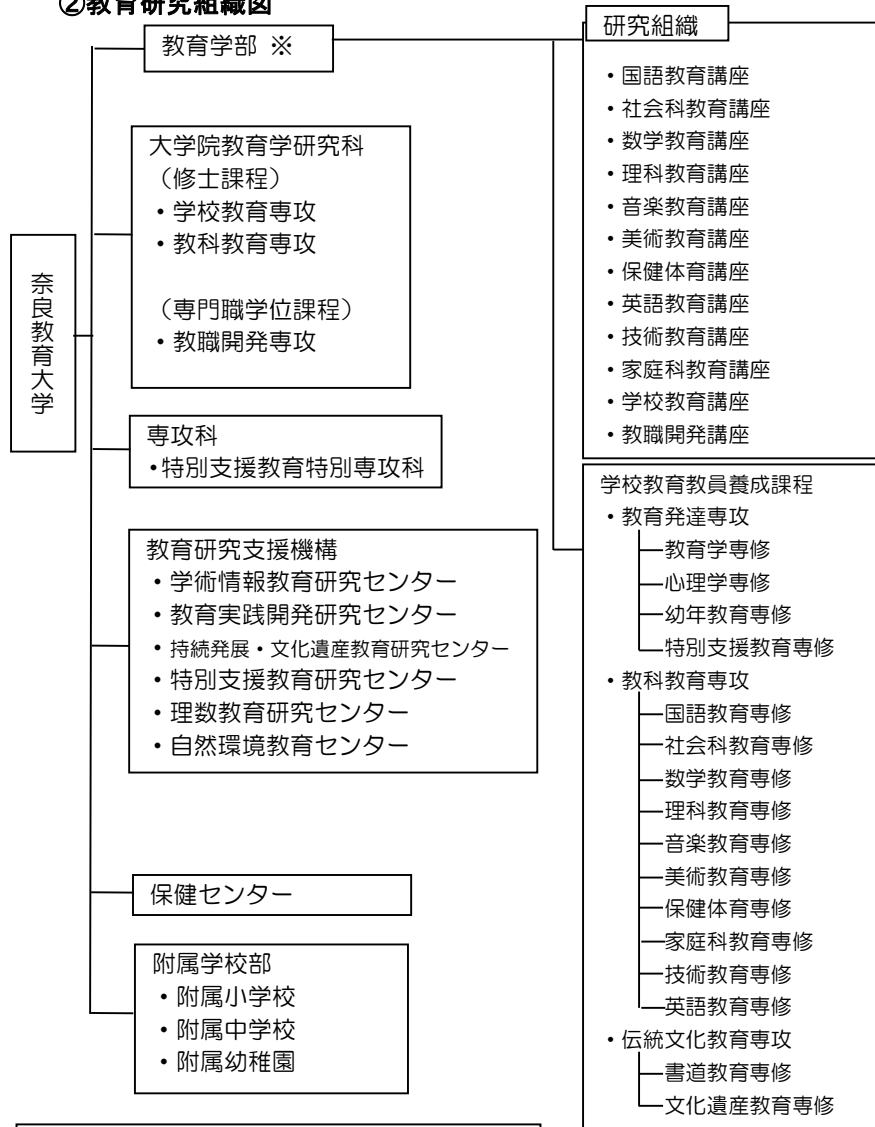 ②教育研究組織図
奈良教育大学
教育学部 ※
大学院教育学研究科
（修士課程）
・学校教育専攻
・教科教育専攻
（専門職学位課程）
・教職開発専攻
専攻科
・特別支援教育特別専攻科
教育研究支援機構
・学術情報教育研究センター
・教育実践開発研究センター
・持続発展・文化遺産教育研究センター
・特別支援教育研究センター
・理数教育研究センター
・自然環境教育センター
保健センター
附属学校部
・附属小学校
・附属中学校
・附属幼稚園
研究組織
・国語教育講座
・社会科教育講座
・数学教育講座
・理科教育講座
・音楽教育講座
・美術教育講座
・保健体育講座
・英語教育講座
・技術教育講座
・家庭科教育講座
・学校教育講座
・教職開発講座
学校教育教員養成課程
・教育発達専攻
教育学専修
心理学専修
幼年教育専修
特別支援教育専修
・教科教育専攻
国語教育専修
社会科教育専修
数学教育専修
理科教育専修
音楽教育専修
美術教育専修
保健体育専修
家庭科教育専修
技術教育専修
英語教育専修
・伝統文化教育専攻
書道教育専修
文化遺産教育専修